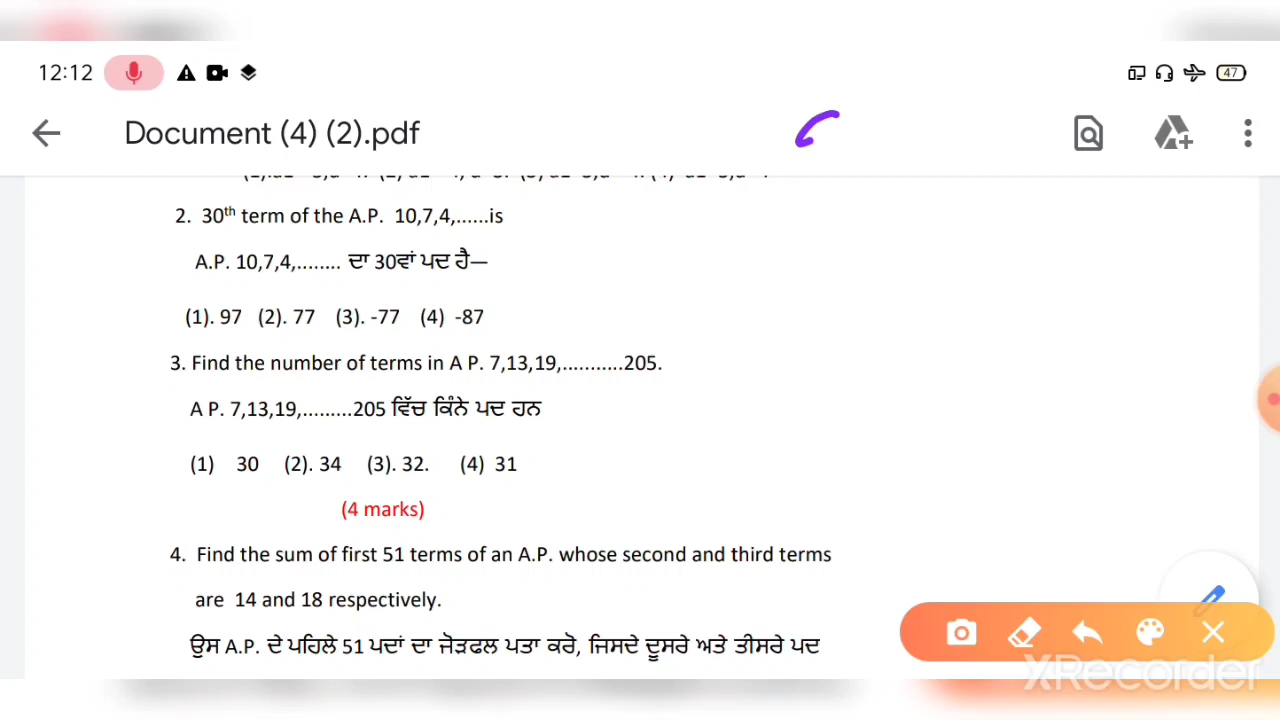 12:12
47
Document (4) (2).pdf
2. 30th term of the A.P. 10,7,4,......is
A.P. 10,7,4,........ ਦਾ 30ਵਾਂ ਪਦ ਹੈ—
(1). 97 (2). 77 (3). -77 (4) -87
3. Find the number of terms in A P. 7,13,19,...........205.
A P. 7,13,19,.........205 ਵਿੱਚ ਕਿੰਨੇ ਪਦ ਹਨ
(1) 30 (2). 34 (3). 32. (4) 31
(4 marks)
4. Find the sum of first 51 terms of an A.P. whose second and third terms
are 14 and 18 respectively.
ਉਸ A.P. ਦੇ ਪਹਿਲੇ 51 ਪਦਾਂ ਦਾ ਜੋੜਫਲ ਪਤਾ ਕਰੋ, ਜਿਸਦੇ ਦੂਸਰੇ ਅਤੇ ਤੀਸਰੇ ਪਦ
XRecorder